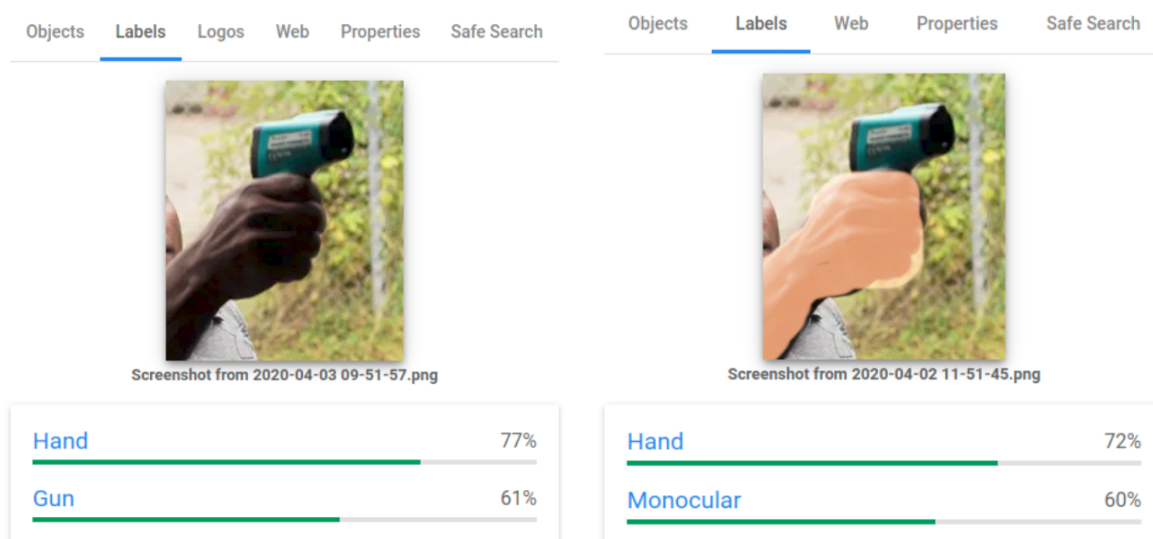 Objects Labels Logos Web Properties Safe Search
Screenshot from 2020-04-03 09-51-57.png
Hand 77%
Gun 61%
Objects Labels Web Properties Safe Search
Screenshot from 2020-04-02 11-51-45.png
Hand 72%
Monocular 60%